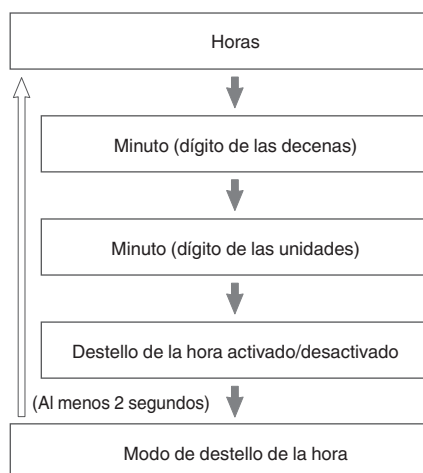 Horas
Minuto (dígito de las decenas)
Minuto (dígito de las unidades)
Destello de la hora activado/desactivado
(Al menos 2 segundos)
Modo de destello de la hora